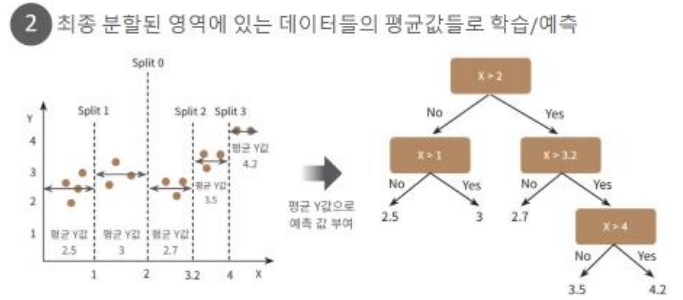 2 최종 분할된 영역에 있는 데이터들의 평균값들로 학습/예측
Split 0
Split 1
Split 2
Split 3
Y
4
3
2
1
평균 Y값
2.5
평균 Y값
3
평균 Y값
2.7
평균 Y값
3.5
평균 Y값
4.2
1
2
3.2
4
X
평균 Y값으로
예측 값 부여
X > 2
No
Yes
X > 1
X > 3.2
No
Yes
No
Yes
2.5
3
2.7
X > 4
No
Yes
3.5
4.2